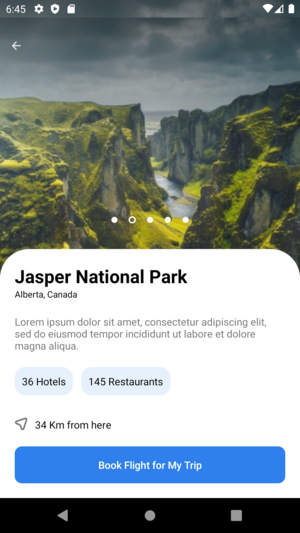 6:45
Jasper National Park
Alberta, Canada
Lorem ipsum dolor sit amet, consectetur adipiscing elit,
sed do eiusmod tempor incididunt ut labore et dolore
magna aliqua.
36 Hotels
145 Restaurants
34 Km from here
Book Flight for My Trip